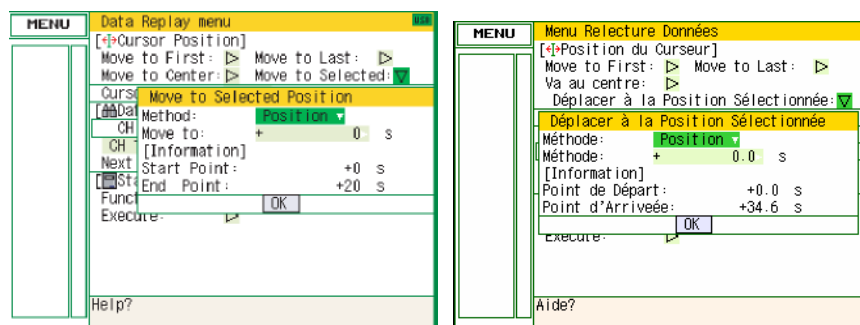 MENU
Data Replay menu
USB
[Cursor Position]
Move to First: Move to Last:
Move to Center: Move to Selected:
Move to Selected Position
Method: Position
Move to: + 0 s
[Information]
Start Point: +0 s
End Point: +20 s
OK
CH
CH
Next
Execute:
Help?
MENU
Menu Relecture Données
[Position du Curseur]
Move to First: Move to Last:
Va au centre:
Déplacer à la Position Sélectionnée:
Déplacer à la Position Sélectionnée
Méthode: Position
Méthode: + 0.0 s
[Information]
Point de Départ: +0.0 s
Point d'Arriveée: +34.6 s
OK
Execute:
Aide?